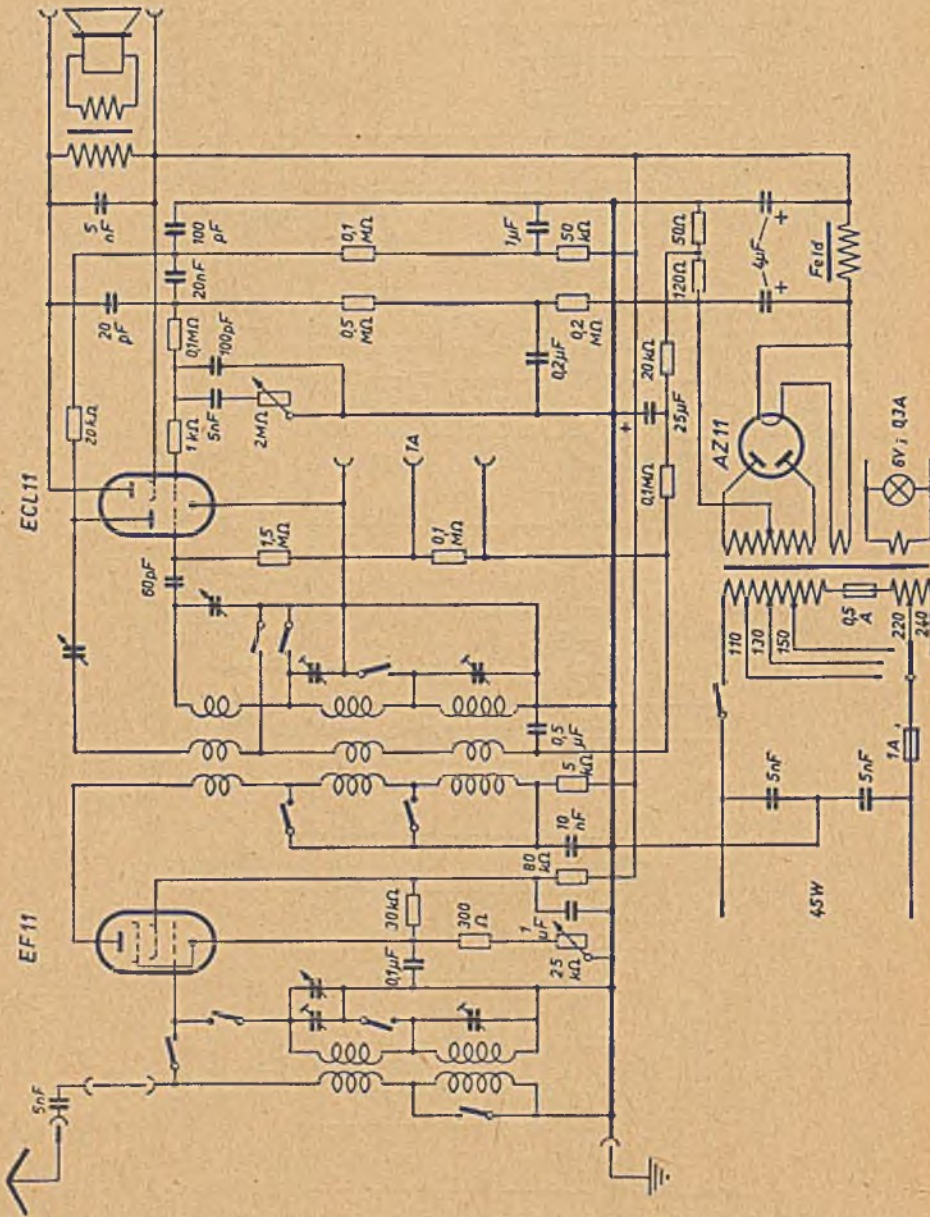 EF11
ECL11
5nF
5 nF
20 pF
100 pF
20nF
20kΩ
0,1MΩ
1kΩ
5nF
100pF
2MΩ
60pF
0,1 MΩ
0,5 MΩ
1µF
50 kΩ
0,2µF
0,2 MΩ
1,5 MΩ
TA
0,1 MΩ
50Ω
120Ω
4µF
+
+
Feld
20kΩ
+
25µF
0,1MΩ
0,5 µF
5 kΩ
10 nF
80 kΩ
30kΩ
300 Ω
0,1µF
1 µF
25 kΩ
AZ11
6V; 0,3A
0,5 A
110
130
150
220
240
1A
5nF
5nF
45W